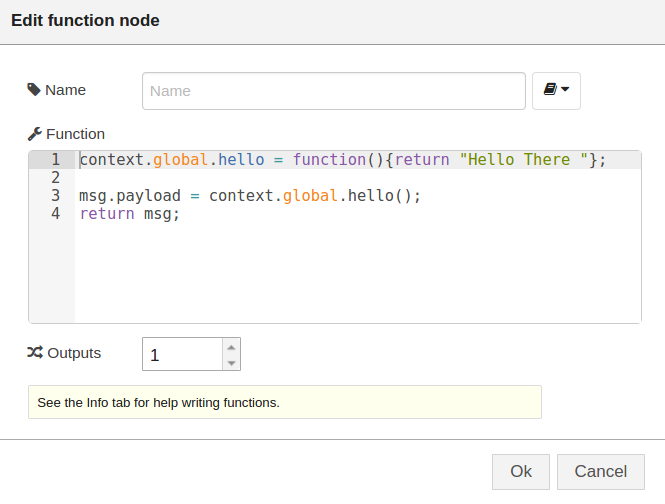 Edit function node
Name
Name
Function
1 context.global.hello = function(){return "Hello There "};
2
3 msg.payload = context.global.hello();
4 return msg;
Outputs
1
See the Info tab for help writing functions.
Ok
Cancel